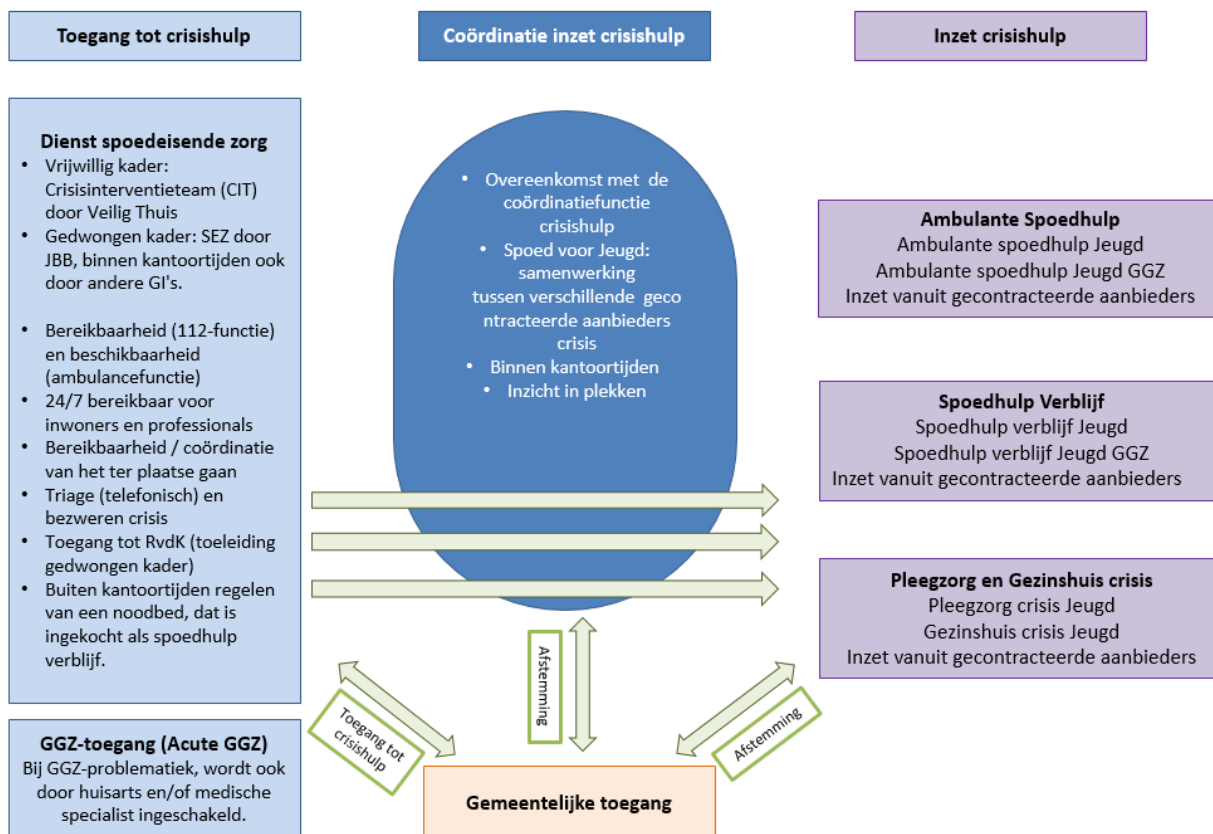 Toegang tot crisishulp
Coördinatie inzet crisishulp
Inzet crisishulp
Dienst spoedeisende zorg
• Vrijwillig kader:
Crisisinterventieteam (CIT)
door Veilig Thuis
• Gedwongen kader: SEZ door
JBB, binnen kantoortijden ook
door andere GI's.
• Bereikbaarheid (112-functie)
en beschikbaarheid
(ambulancefunctie)
• 24/7 bereikbaar voor
inwoners en professionals
• Bereikbaarheid / coördinatie
van het ter plaatse gaan
• Triage (telefonisch) en
bezweren crisis
• Toegang tot RvdK (toeleiding
gedwongen kader)
• Buiten kantoortijden regelen
van een noodbed, dat is
ingekocht als spoedhulp
verblijf.
GGZ-toegang (Acute GGZ)
Bij GGZ-problematiek, wordt ook
door huisarts en/of medische
specialist ingeschakeld.
• Overeenkomst met de
coördinatiefunctie
crisishulp
• Spoed voor Jeugd:
samenwerking
tussen verschillende geco
ntracteerde aanbieders
crisis
• Binnen kantoortijden
• Inzicht in plekken
Ambulante Spoedhulp
Ambulante spoedhulp Jeugd
Ambulante spoedhulp Jeugd GGZ
Inzet vanuit gecontracteerde aanbieders
Spoedhulp Verblijf
Spoedhulp verblijf Jeugd
Spoedhulp verblijf Jeugd GGZ
Inzet vanuit gecontracteerde aanbieders
Pleegzorg en Gezinshuis crisis
Pleegzorg crisis Jeugd
Gezinshuis crisis Jeugd
Inzet vanuit gecontracteerde aanbieders
Toegang tot
crisishulp
Afstemming
Afstemming
Gemeentelijke toegang